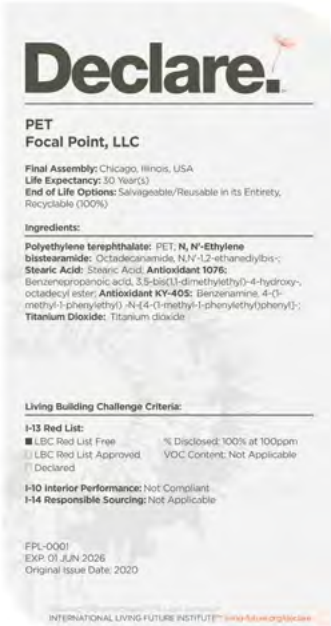 Declare.
PET
Focal Point, LLC
Final Assembly: Chicago, Illinois, USA
Life Expectancy: 30 Year(s)
End of Life Options: Salvageable/Reusable in its Entirety,
Recyclable (100%)
Ingredients:
Polyethylene terephthalate: PET; N, N'-Ethylene
bisstearamide: Octadecanamide, N,N'-1,2-ethanediylbis-;
Stearic Acid: Stearic Acid; Antioxidant 1076:
Benzenepropanoic acid, 3,5-bis(1,1-dimethylethyl)-4-hydroxy-,
octadecyl ester; Antioxidant KY-405: Benzenamine, 4-(1-
methyl-1-phenylethyl) -N-[4-(1-methyl-1-phenylethyl)phenyl]-;
Titanium Dioxide: Titanium dioxide
Living Building Challenge Criteria:
I-13 Red List:
LBC Red List Free % Disclosed: 100% at 100ppm
LBC Red List Approved VOC Content: Not Applicable
Declared
I-10 Interior Performance: Not Compliant
I-14 Responsible Sourcing: Not Applicable
FPL-0001
EXP. 01 JUN 2026
Original Issue Date: 2020
INTERNATIONAL LIVING FUTURE INSTITUTE™ living-future.org/declare